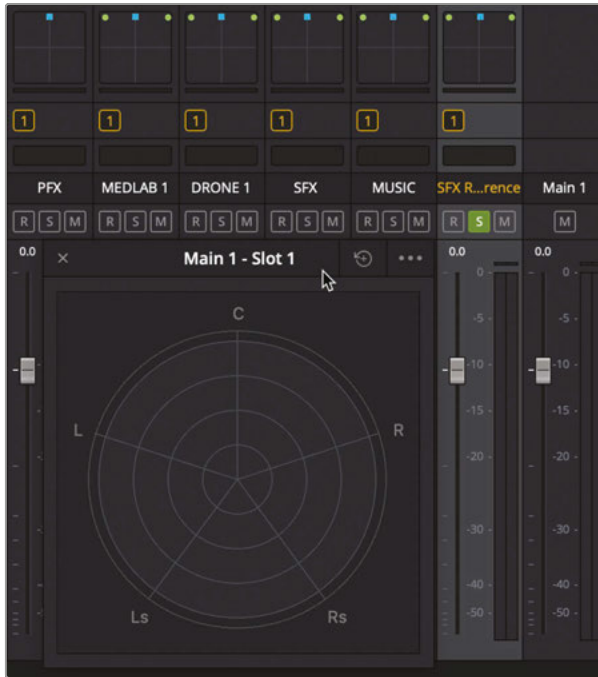 1 1 1 1 1 1
PFX MEDLAB 1 DRONE 1 SFX MUSIC SFX R...rence Main 1
R S M R S M R S M R S M R S M R S M M
0.0 × Main 1 - Slot 1 ••• 0.0 0.0
0 0
-5 -5
C
-10 -10
-15 -15
L R
-20 -20
-30 -30
-40 -40
Ls Rs -50 -50